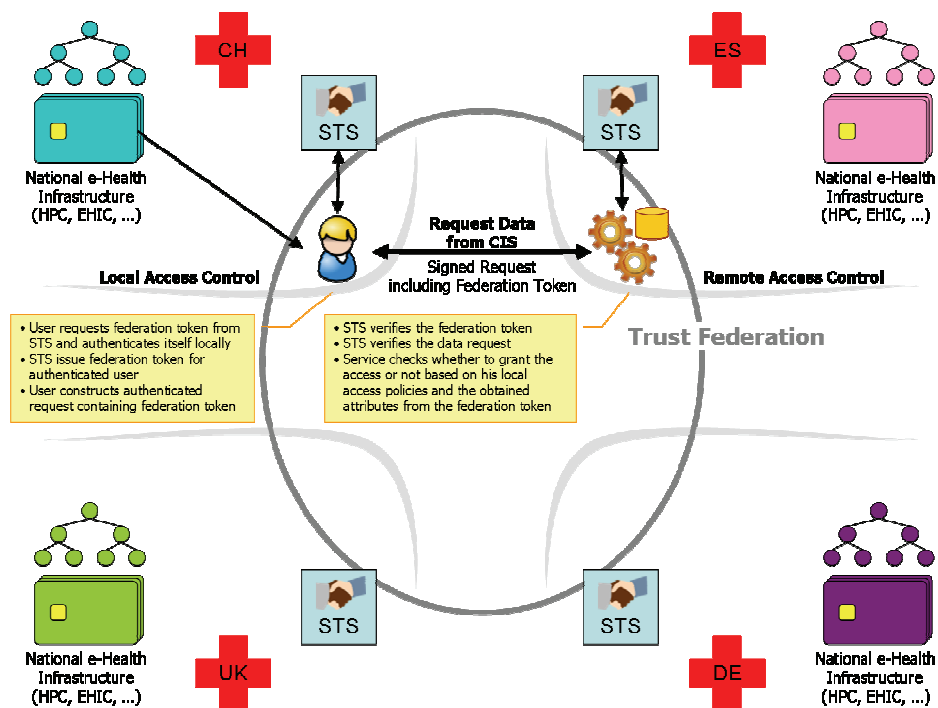 CH
ES
STS
STS
National e-Health
Infrastructure
(HPC, EHIC, ...)
National e-Health
Infrastructure
(HPC, EHIC, ...)
Request Data
from CIS
Signed Request
including Federation Token
Local Access Control
Remote Access Control
• User requests federation token from
STS and authenticates itself locally
• STS issue federation token for
authenticated user
• User constructs authenticated
request containing federation token
• STS verifies the federation token
• STS verifies the data request
• Service checks whether to grant the
access or not based on his local
access policies and the obtained
attributes from the federation token
Trust Federation
STS
STS
National e-Health
Infrastructure
(HPC, EHIC, ...)
UK
DE
National e-Health
Infrastructure
(HPC, EHIC, ...)